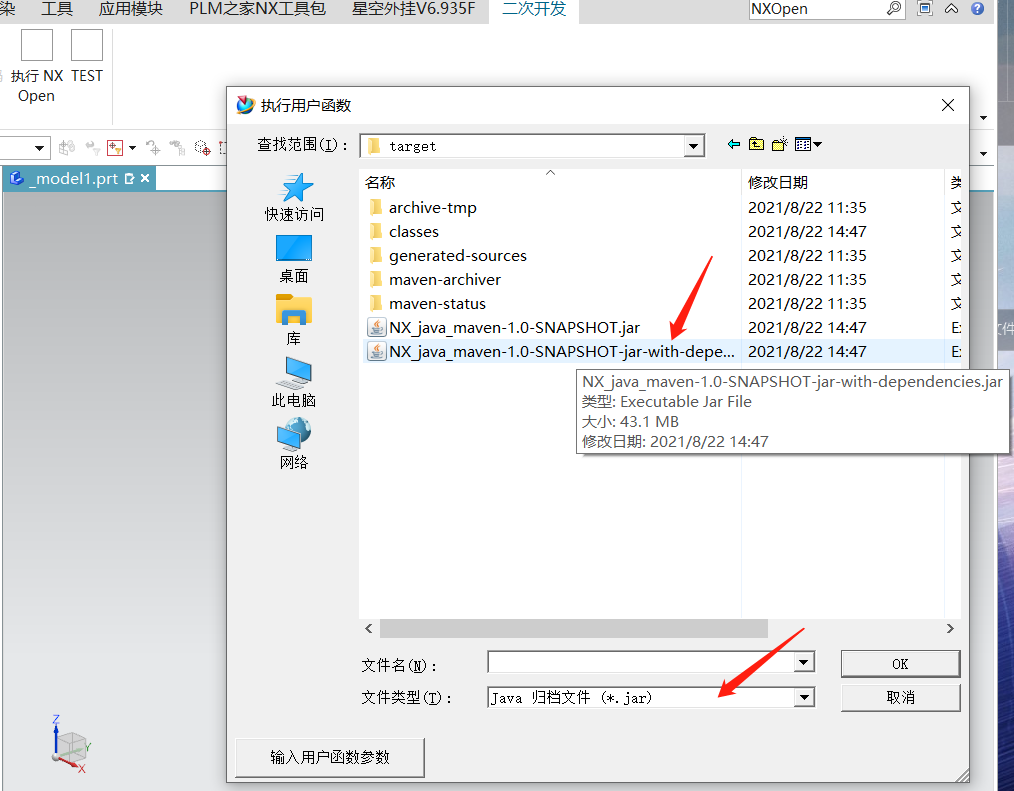 染 工具 应用模块 PLM之家NX工具包 星空外挂V6.935F 二次开发 NXOpen
执行 NX Open
TEST
_model1.prt
执行用户函数
查找范围(I)： target
名称 修改日期 类
archive-tmp 2021/8/22 11:35 文
classes 2021/8/22 14:47 文
generated-sources 2021/8/22 11:35 文
maven-archiver 2021/8/22 11:35 文
maven-status 2021/8/22 11:35 文
NX_java_maven-1.0-SNAPSHOT.jar 2021/8/22 14:47 Ex
NX_java_maven-1.0-SNAPSHOT-jar-with-depe... 2021/8/22 14:47 Ex
NX_java_maven-1.0-SNAPSHOT-jar-with-dependencies.jar
类型: Executable Jar File
大小: 43.1 MB
修改日期: 2021/8/22 14:47
快速访问
桌面
库
此电脑
网络
文件名(N)： OK
文件类型(T)： Java 归档文件 (*.jar) 取消
输入用户函数参数
Z
Y
X
文件